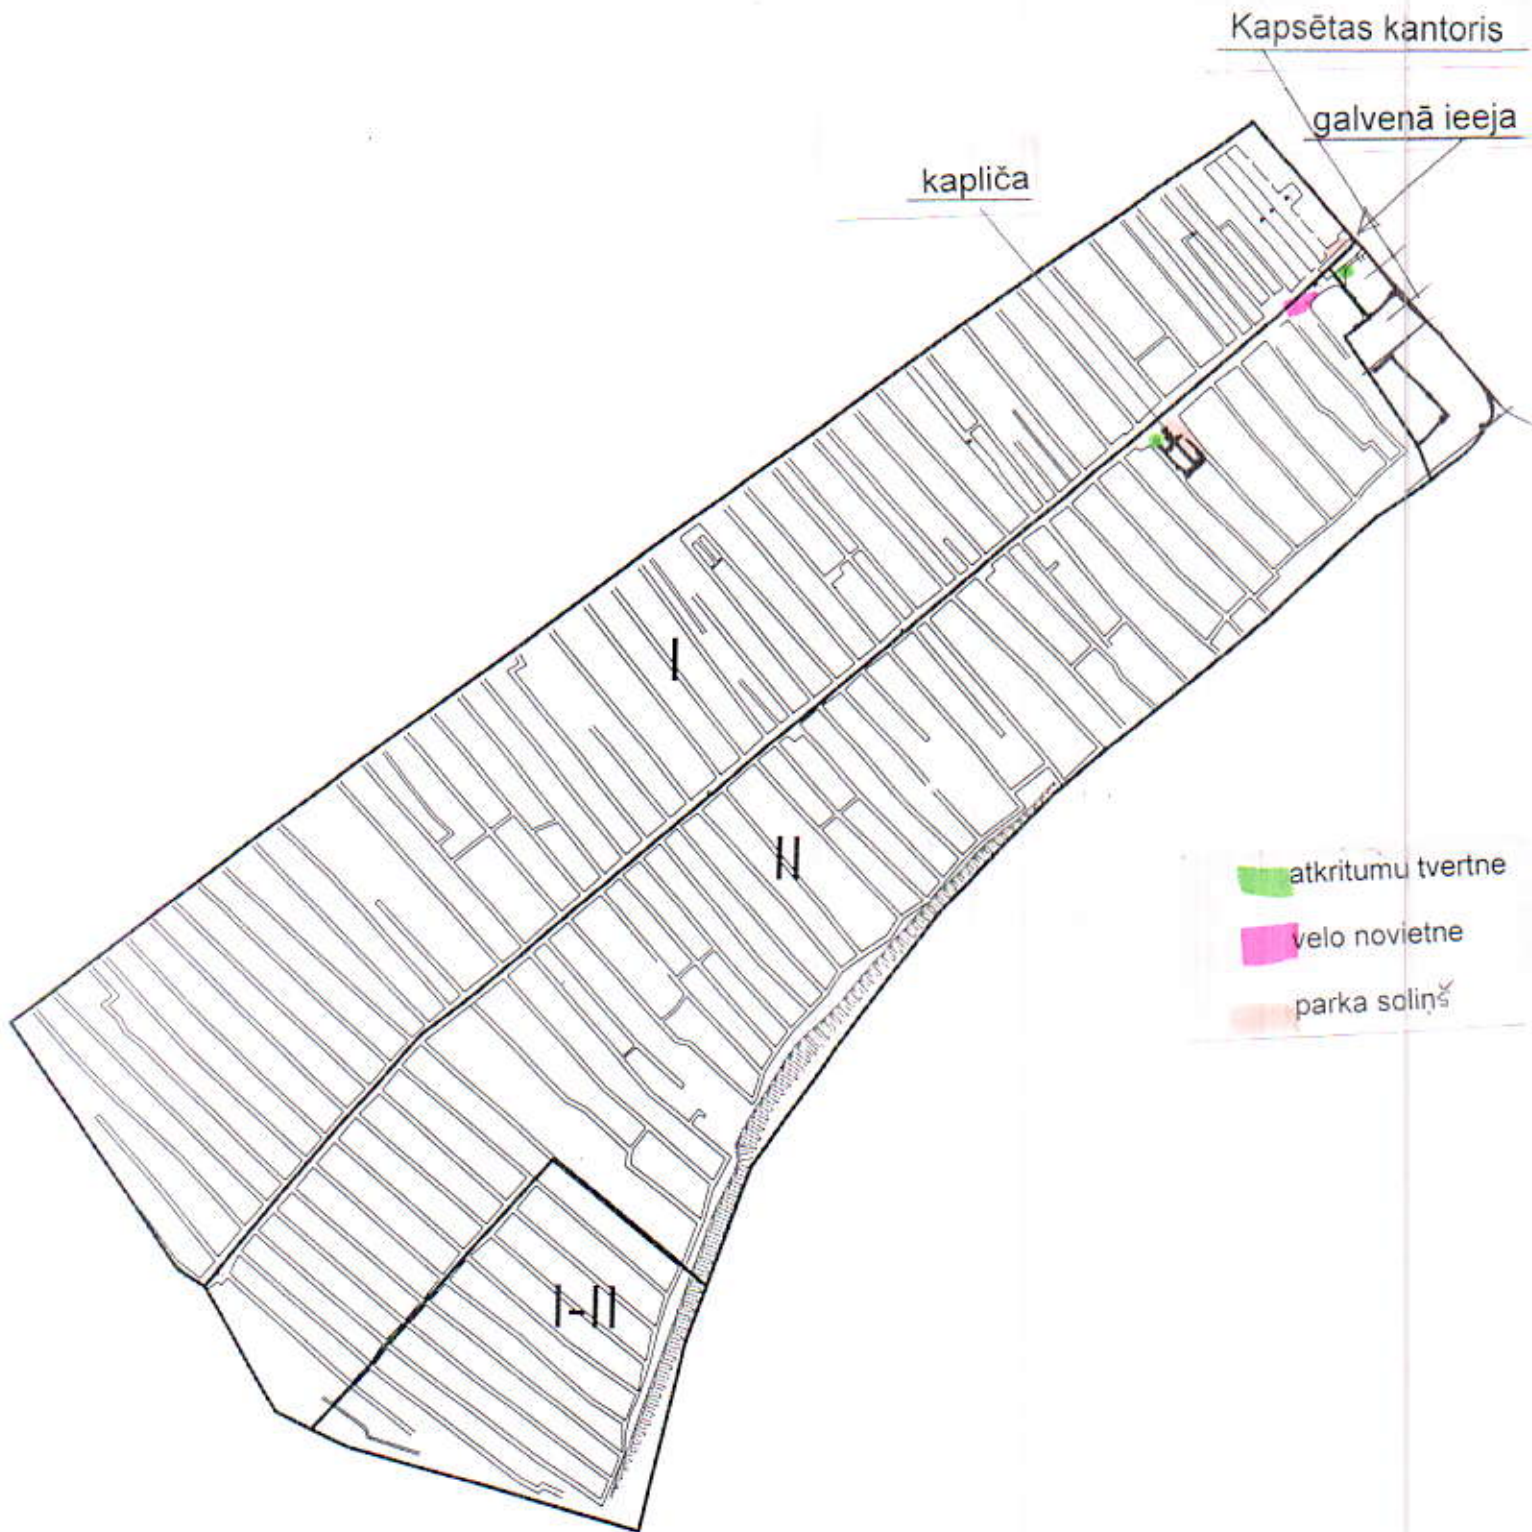 Kapsētas kantoris
galvenā ieeja
kapliča
I
II
I-II
atkritumu tvertne
velo novietne
parka soliņš